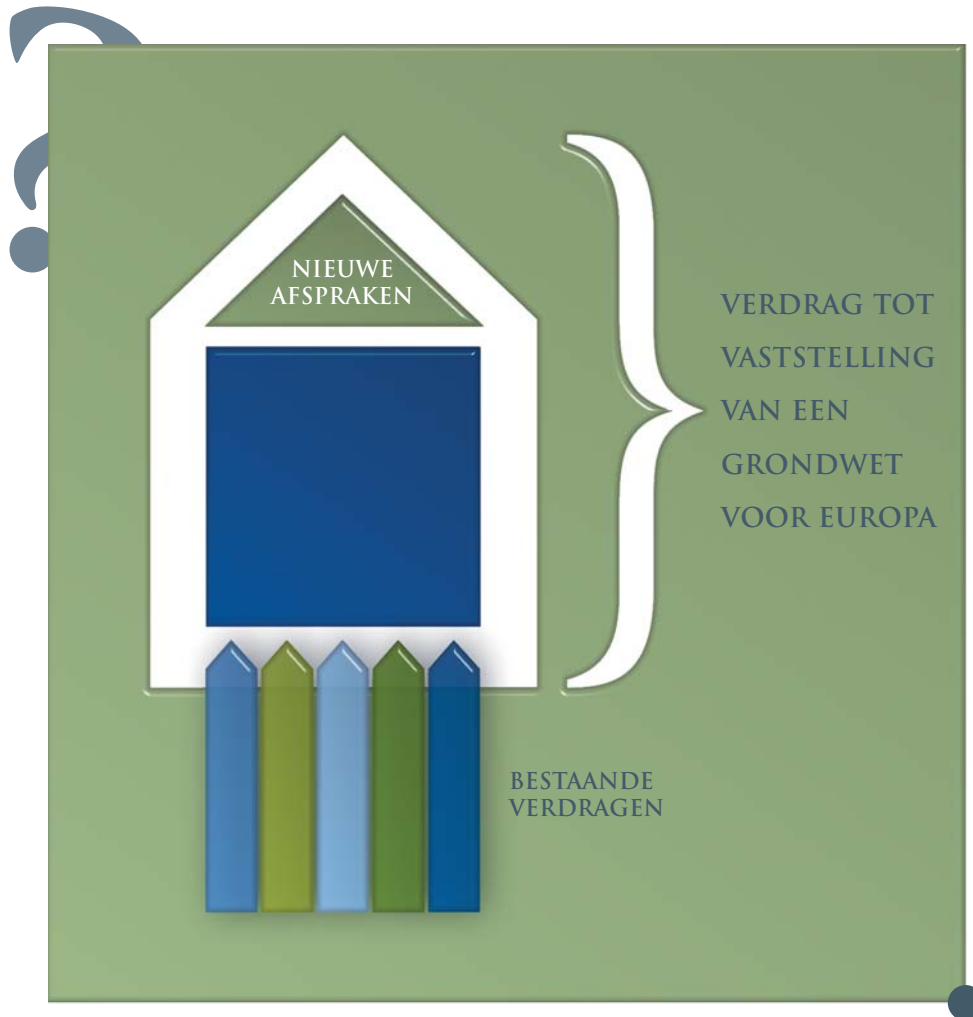 NIEUWE
AFSPRAKEN
VERDRAG TOT
VASTSTELLING
VAN EEN
GRONDWET
VOOR EUROPA
BESTAANDE
VERDRAGEN